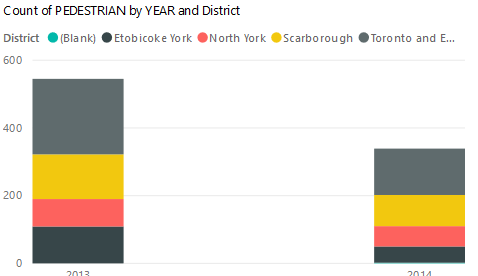 Count of PEDESTRIAN by YEAR and District
District (Blank) Etobicoke York North York Scarborough Toronto and E...
600
400
200
0
2013 2014